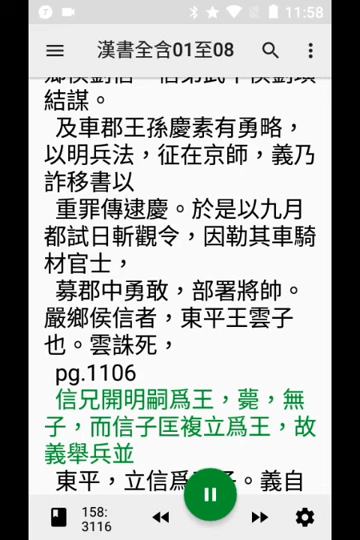 11:58
漢書全含01至08
結謀。
及車郡王孫慶素有勇略，
以明兵法，征在京師，義乃
詐移書以
重罪傳逮慶。於是以九月
都試日斬觀令，因勒其車騎
材官士，
募郡中勇敢，部署將帥。
嚴鄉侯信者，東平王雲子
也。雲誅死，
pg.1106
信兄開明嗣爲王，薨，無
子，而信子匡複立爲王，故
義舉兵並
東平，立信爲子。義自
158:
3116